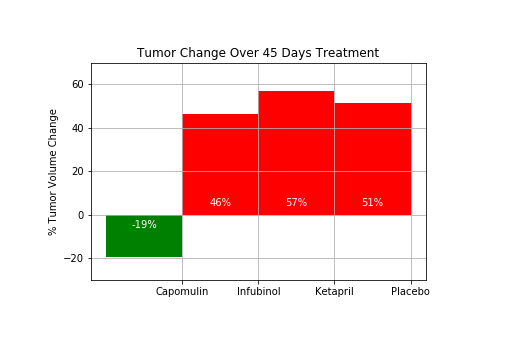 Tumor Change Over 45 Days Treatment
% Tumor Volume Change
60
40
20
0
−20
-19%
46%
57%
51%
Capomulin
Infubinol
Ketapril
Placebo